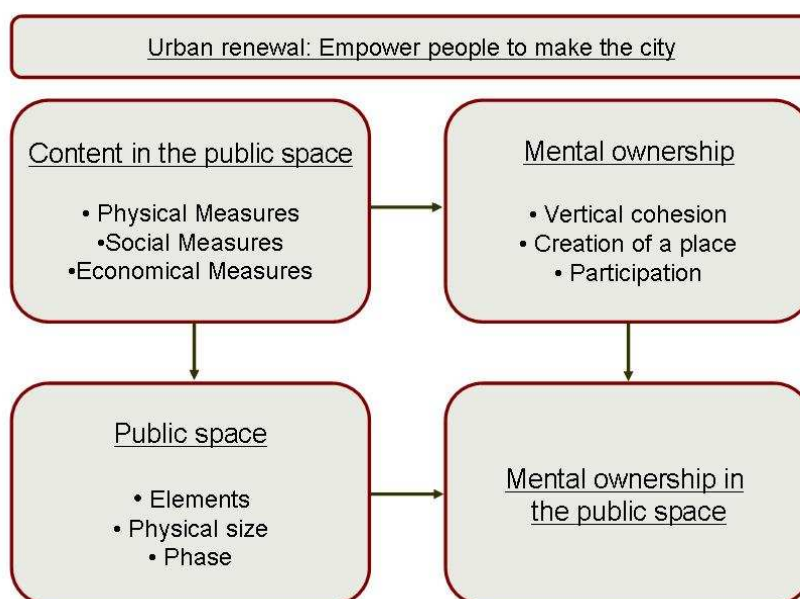 Urban renewal: Empower people to make the city
Content in the public space
• Physical Measures
•Social Measures
•Economical Measures
Mental ownership
• Vertical cohesion
• Creation of a place
• Participation
Public space
• Elements
• Physical size
• Phase
Mental ownership in
the public space